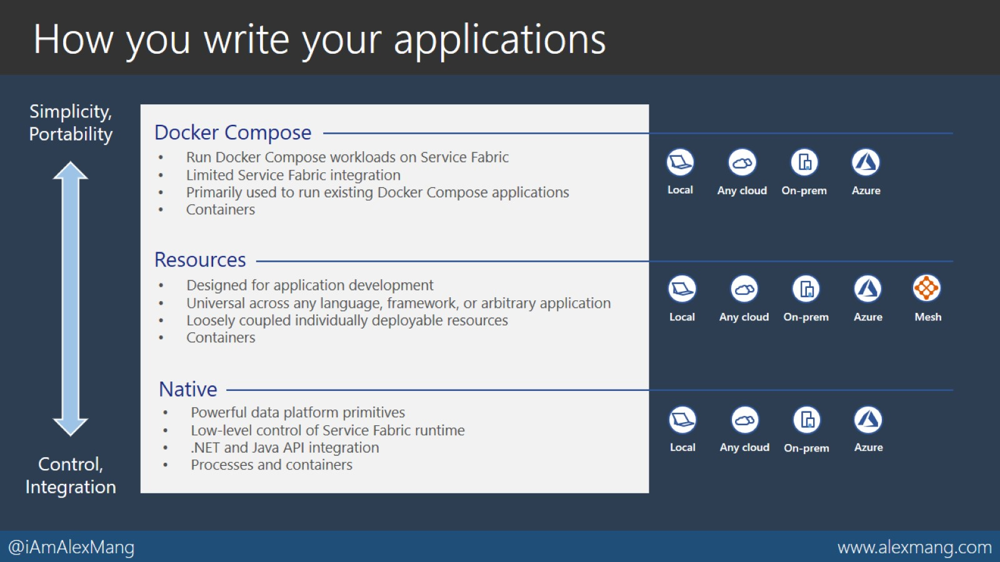 How you write your applications
Simplicity,
Portability
Docker Compose
• Run Docker Compose workloads on Service Fabric
• Limited Service Fabric integration
• Primarily used to run existing Docker Compose applications
• Containers
Local
Any cloud
On-prem
Azure
Resources
• Designed for application development
• Universal across any language, framework, or arbitrary application
• Loosely coupled individually deployable resources
• Containers
Local
Any cloud
On-prem
Azure
Mesh
Native
• Powerful data platform primitives
• Low-level control of Service Fabric runtime
• .NET and Java API integration
• Processes and containers
Local
Any cloud
On-prem
Azure
Control,
Integration
@iAmAlexMang
www.alexmang.com